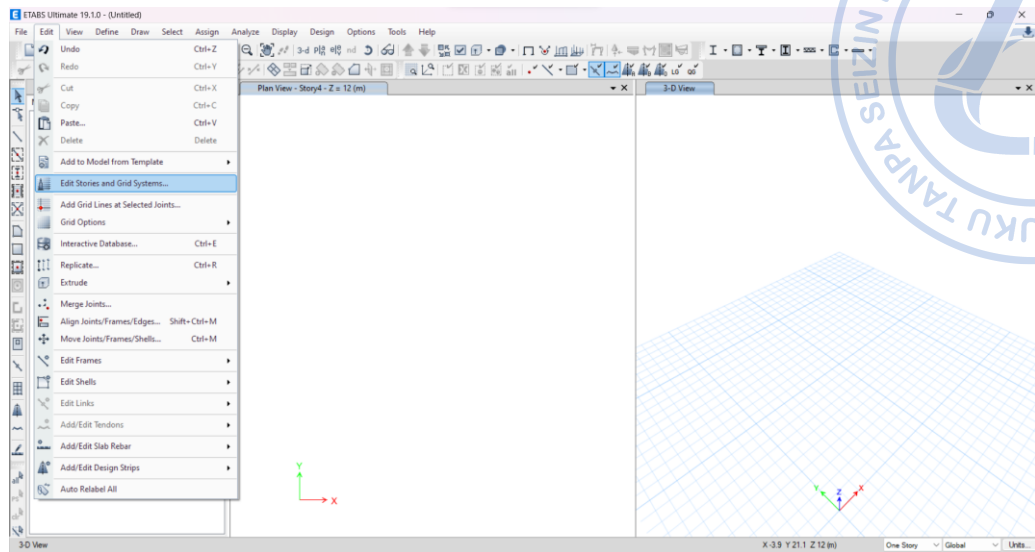 ETABS Ultimate 19.1.0 - (Untitled)
File Edit View Define Draw Select Assign Analyze Display Design Options Tools Help
Undo Ctrl+Z
Redo Ctrl+Y
Cut Ctrl+X
Copy Ctrl+C
Paste... Ctrl+V
Delete Delete
Add to Model from Template
Edit Stories and Grid Systems...
Add Grid Lines at Selected Joints...
Grid Options
Interactive Database... Ctrl+E
Replicate... Ctrl+R
Extrude
Merge Joints...
Align Joints/Frames/Edges... Shift+Ctrl+M
Move Joints/Frames/Shells... Ctrl+M
Edit Frames
Edit Shells
Edit Links
Add/Edit Tendons
Add/Edit Slab Rebar
Add/Edit Design Strips
Auto Relabel All
3-d
nd
Plan View - Story4 - Z = 12 (m)
3-D View
Y
X
Y Z X
3-D View
X -3.9 Y 21.1 Z 12 (m)
One Story
Global
Units...
TANPA